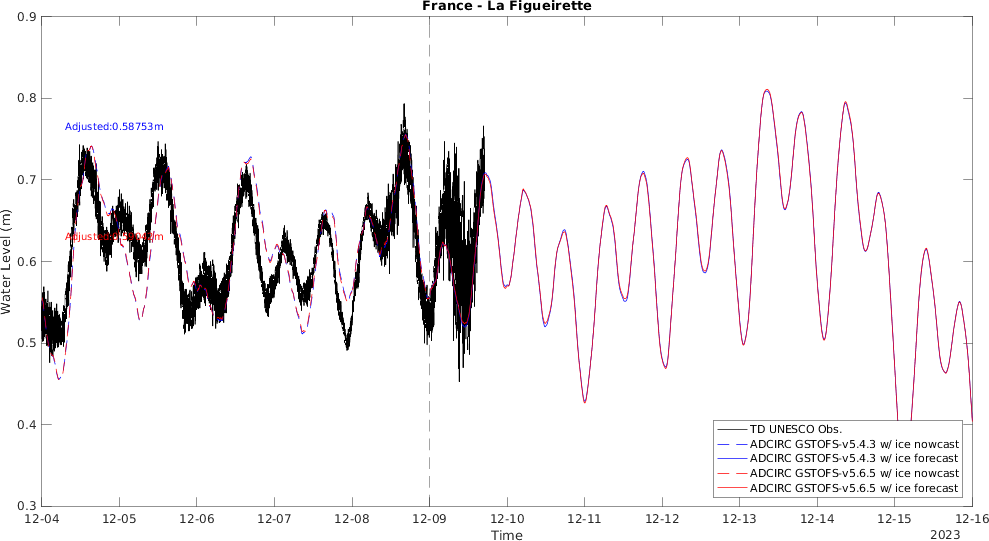 France - La Figueirette
Water Level (m)
0.9
0.8
0.7
0.6
0.5
0.4
0.3
Adjusted:0.58753m
TD UNESCO Obs.
ADCIRC GSTOFS-v5.4.3 w/ ice nowcast
ADCIRC GSTOFS-v5.4.3 w/ ice forecast
ADCIRC GSTOFS-v5.6.5 w/ ice nowcast
ADCIRC GSTOFS-v5.6.5 w/ ice forecast
12-04 12-05 12-06 12-07 12-08 12-09 12-10 12-11 12-12 12-13 12-14 12-15 12-16
Time
2023